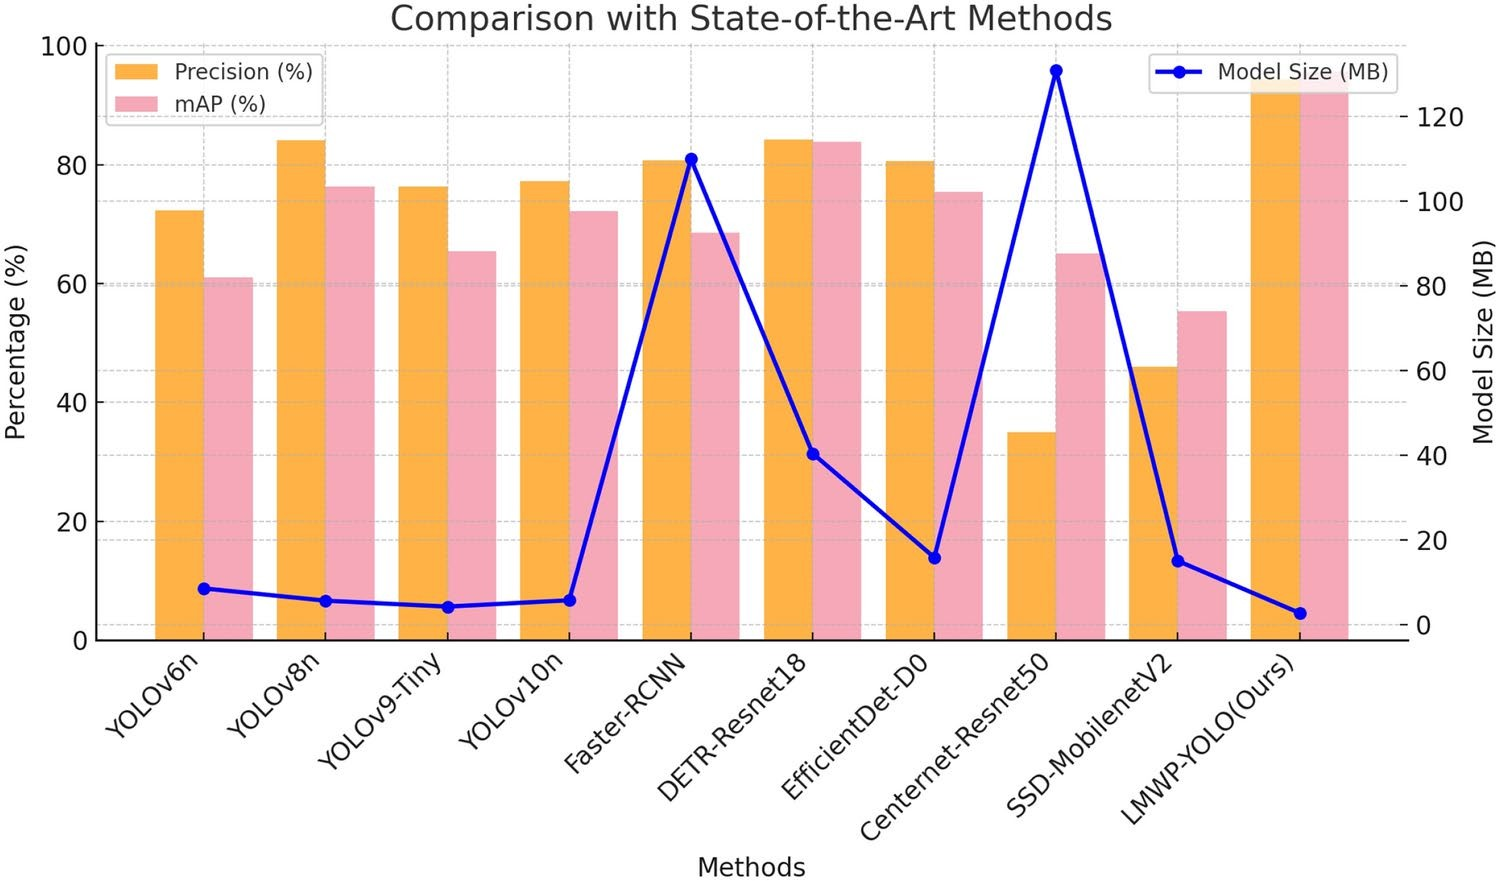 Comparison with State-of-the-Art Methods
Precision (%)
mAP (%)
Model Size (MB)
Percentage (%)
100
80
60
40
20
0
Model Size (MB)
120
100
80
60
40
20
0
YOLOv6n
YOLOv8n
YOLOv9-Tiny
YOLOv10n
Faster-RCNN
DETR-Resnet18
EfficientDet-D0
Centernet-Resnet50
SSD-MobilenetV2
LMWP-YOLO(Ours)
Methods